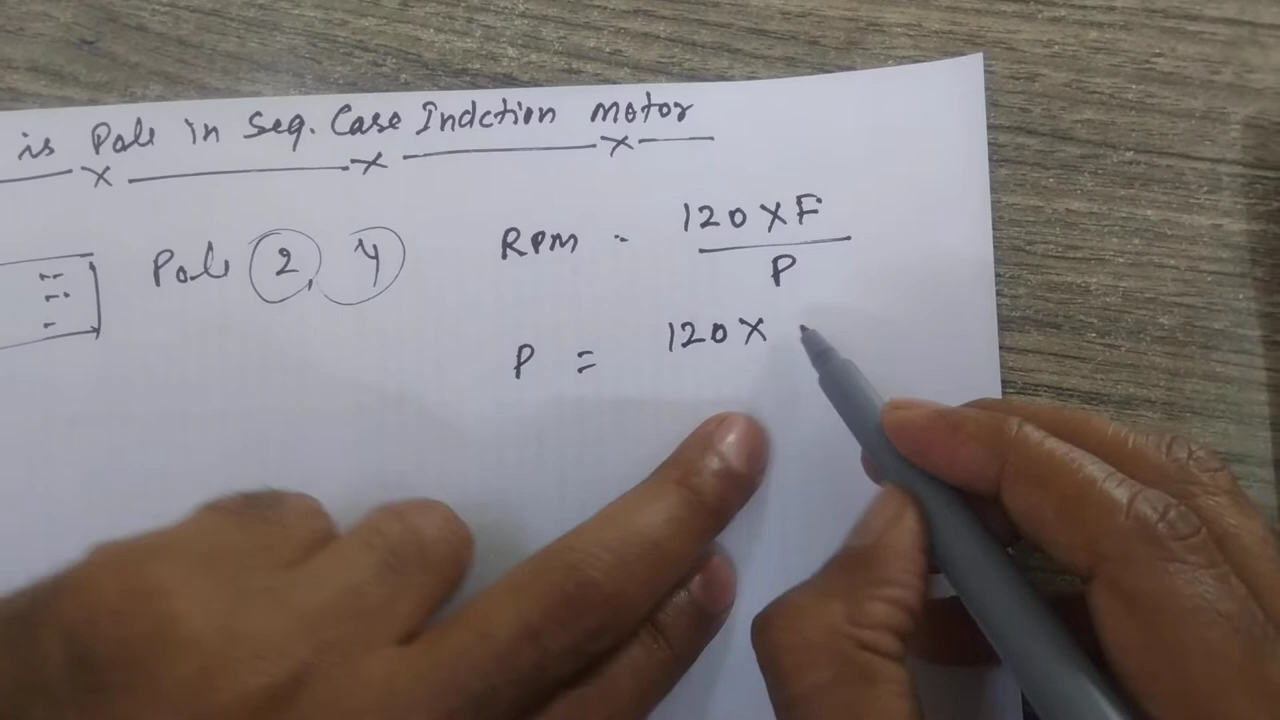 is Pole in Seq. Case Indction motor
Pole 2, 4
RPM = 120 X F
P
P = 120 X